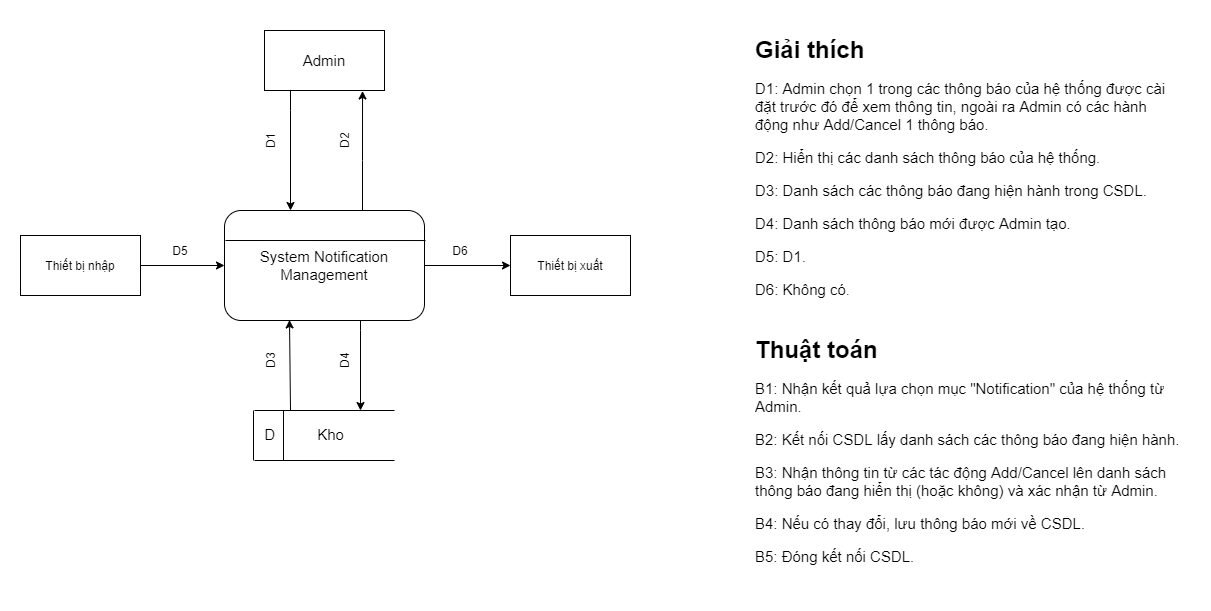 Admin
D1
D2
System Notification
Management
D5
Thiết bị nhập
D6
Thiết bị xuất
D3
D4
D
Kho
Giải thích
D1: Admin chọn 1 trong các thông báo của hệ thống được cài
đặt trước đó để xem thông tin, ngoài ra Admin có các hành
động như Add/Cancel 1 thông báo.
D2: Hiển thị các danh sách thông báo của hệ thống.
D3: Danh sách các thông báo đang hiện hành trong CSDL.
D4: Danh sách thông báo mới được Admin tạo.
D5: D1.
D6: Không có.
Thuật toán
B1: Nhận kết quả lựa chọn mục "Notification" của hệ thống từ
Admin.
B2: Kết nối CSDL lấy danh sách các thông báo đang hiện hành.
B3: Nhận thông tin từ các tác động Add/Cancel lên danh sách
thông báo đang hiển thị (hoặc không) và xác nhận từ Admin.
B4: Nếu có thay đổi, lưu thông báo mới về CSDL.
B5: Đóng kết nối CSDL.